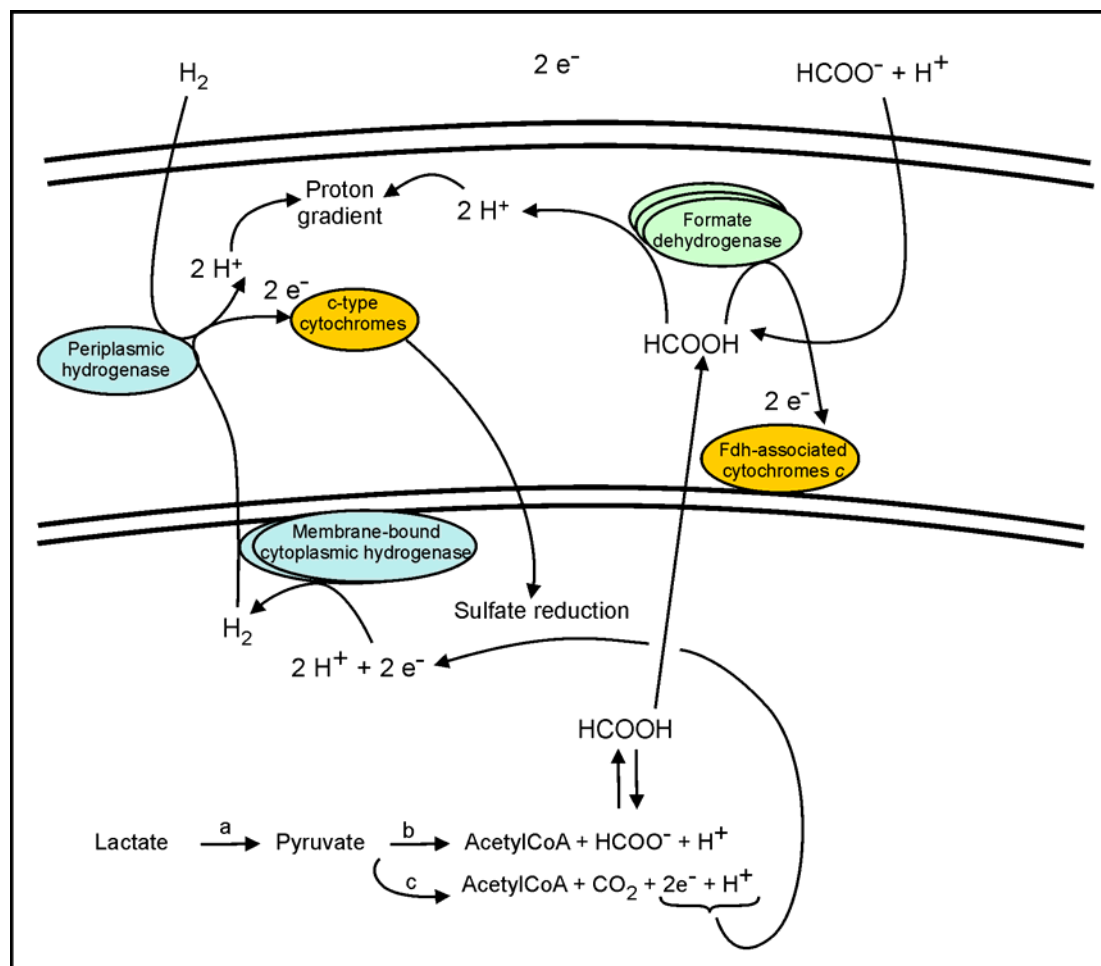 H₂
2 e⁻
HCOO⁻ + H⁺
Proton
gradient
2 H⁺
Formate
dehydrogenase
2 H⁺
2 e⁻
c-type
cytochromes
Periplasmic
hydrogenase
HCOOH
2 e⁻
Fdh-associated
cytochromes c
Membrane-bound
cytoplasmic hydrogenase
H₂
Sulfate reduction
2 H⁺ + 2 e⁻
HCOOH
Lactate a Pyruvate b AcetylCoA + HCOO⁻ + H⁺
c AcetylCoA + CO₂ + 2e⁻ + H⁺